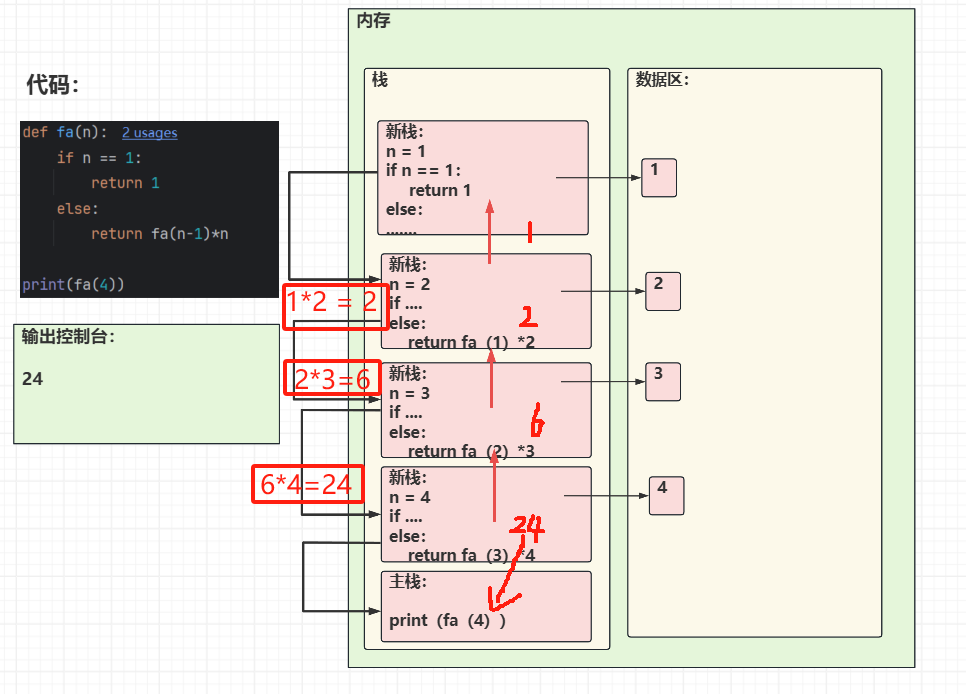 内存
代码：
def fa(n):  2 usages
if n == 1:
return 1
else:
return fa(n-1)*n
print(fa(4))
输出控制台：
24
栈
新栈：
n = 1
if n == 1：
return 1
else：
.......
1
新栈：
n = 2
if ....
else：
return fa（1）*2
2
1*2 = 2
新栈：
n = 3
if ....
else：
return fa（2）*3
6
2*3=6
新栈：
n = 4
if ....
else：
return fa（3）*4
24
6*4=24
主栈：
print（fa（4））
数据区：
1
2
3
4